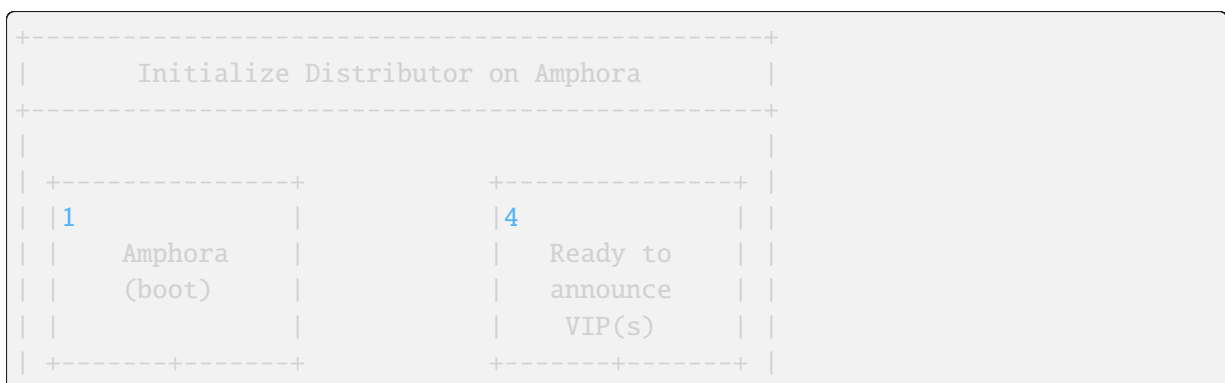 +-------------------------------------------------+
|       Initialize Distributor on Amphora         |
+-------------------------------------------------+
|                                                 |
| +---------------+            +---------------+ |
| |1              |            |4              | |
| |    Amphora    |            |   Ready to    | |
| |    (boot)     |            |   announce    | |
| |               |            |    VIP(s)     | |
| +-------+-------+            +-------+-------+ |